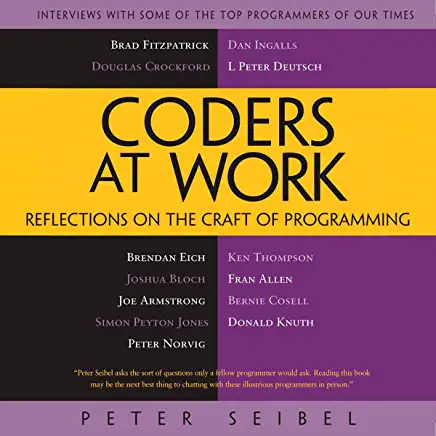 INTERVIEWS WITH SOME OF THE TOP PROGRAMMERS OF OUR TIMES
BRAD FITZPATRICK
DAN INGALLS
DOUGLAS CROCKFORD
L PETER DEUTSCH
CODERS
AT WORK
REFLECTIONS ON THE CRAFT OF PROGRAMMING
BRENDAN EICH
KEN THOMPSON
JOSHUA BLOCH
FRAN ALLEN
JOE ARMSTRONG
BERNIE COSELL
SIMON PEYTON JONES
DONALD KNUTH
PETER NORVIG
"Peter Seibel asks the sort of questions only a fellow programmer would ask. Reading this book
may be the next best thing to chatting with these illustrious programmers in person."
PETER SEIBEL